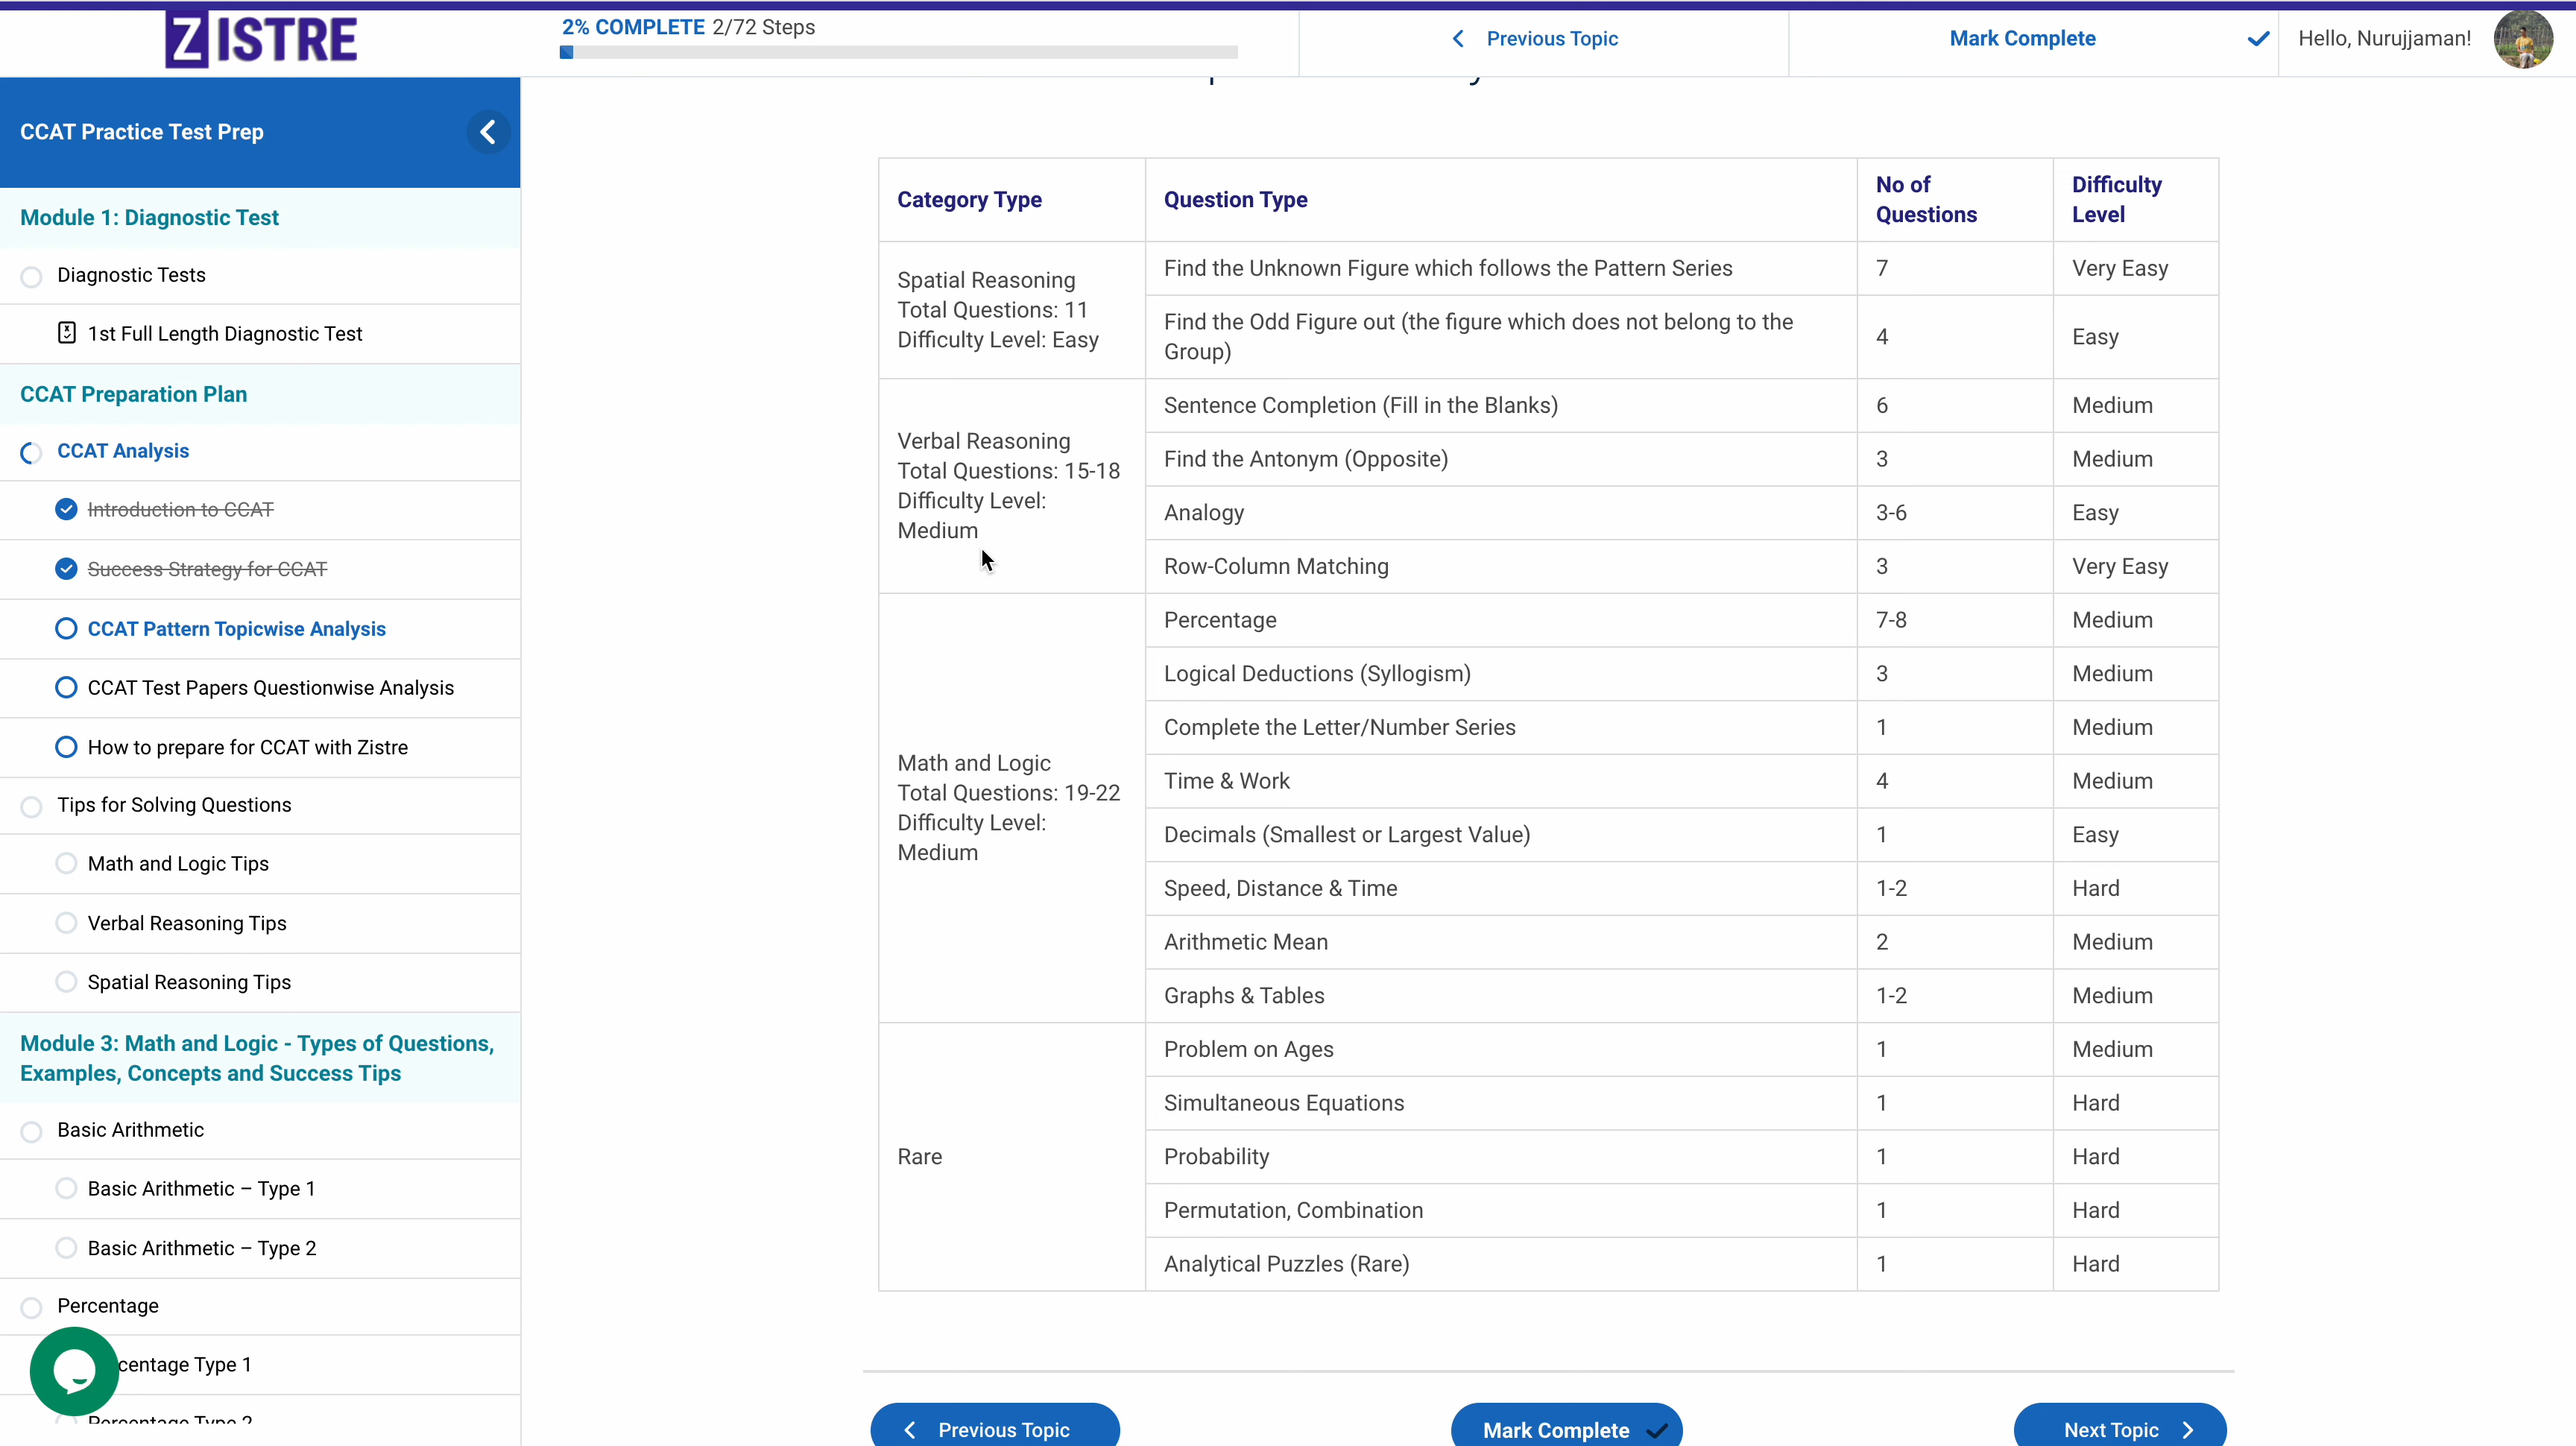 ZISTRE
2% COMPLETE 2/72 Steps
Previous Topic
Mark Complete
Hello, Nurujjaman!
CCAT Practice Test Prep
Module 1: Diagnostic Test
Diagnostic Tests
1st Full Length Diagnostic Test
CCAT Preparation Plan
CCAT Analysis
Introduction to CCAT
Success Strategy for CCAT
CCAT Pattern Topicwise Analysis
CCAT Test Papers Questionwise Analysis
How to prepare for CCAT with Zistre
Tips for Solving Questions
Math and Logic Tips
Verbal Reasoning Tips
Spatial Reasoning Tips
Module 3: Math and Logic - Types of Questions,
Examples, Concepts and Success Tips
Basic Arithmetic
Basic Arithmetic – Type 1
Basic Arithmetic – Type 2
Percentage
centage Type 1
Percentage Type 2
Category Type
Question Type
No of
Questions
Difficulty
Level
Spatial Reasoning
Total Questions: 11
Difficulty Level: Easy
Find the Unknown Figure which follows the Pattern Series
7
Very Easy
Find the Odd Figure out (the figure which does not belong to the
Group)
4
Easy
Verbal Reasoning
Total Questions: 15-18
Difficulty Level:
Medium
Sentence Completion (Fill in the Blanks)
6
Medium
Find the Antonym (Opposite)
3
Medium
Analogy
3-6
Easy
Row-Column Matching
3
Very Easy
Math and Logic
Total Questions: 19-22
Difficulty Level:
Medium
Percentage
7-8
Medium
Logical Deductions (Syllogism)
3
Medium
Complete the Letter/Number Series
1
Medium
Time & Work
4
Medium
Decimals (Smallest or Largest Value)
1
Easy
Speed, Distance & Time
1-2
Hard
Arithmetic Mean
2
Medium
Graphs & Tables
1-2
Medium
Rare
Problem on Ages
1
Medium
Simultaneous Equations
1
Hard
Probability
1
Hard
Permutation, Combination
1
Hard
Analytical Puzzles (Rare)
1
Hard
Previous Topic
Mark Complete
Next Topic